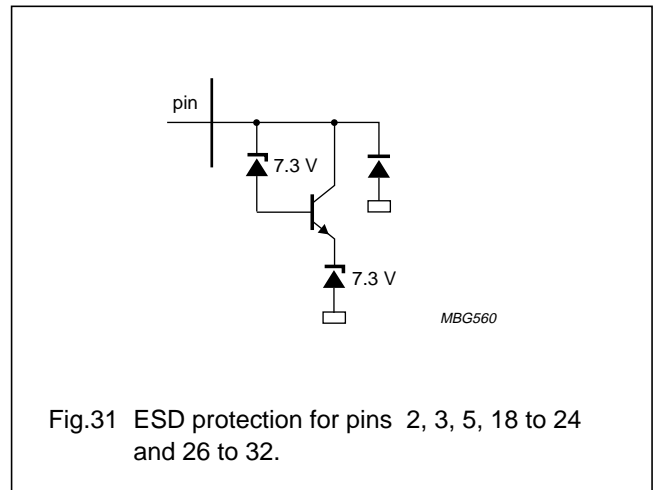 pin
7.3 V
7.3 V
MBG560
Fig.31 ESD protection for pins 2, 3, 5, 18 to 24
and 26 to 32.